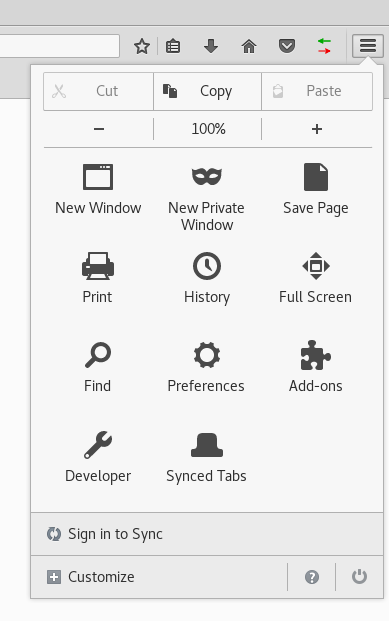 Cut Copy Paste
− 100% +
New Window New Private Window Save Page
Print History Full Screen
Find Preferences Add-ons
Developer Synced Tabs
Sign in to Sync
Customize